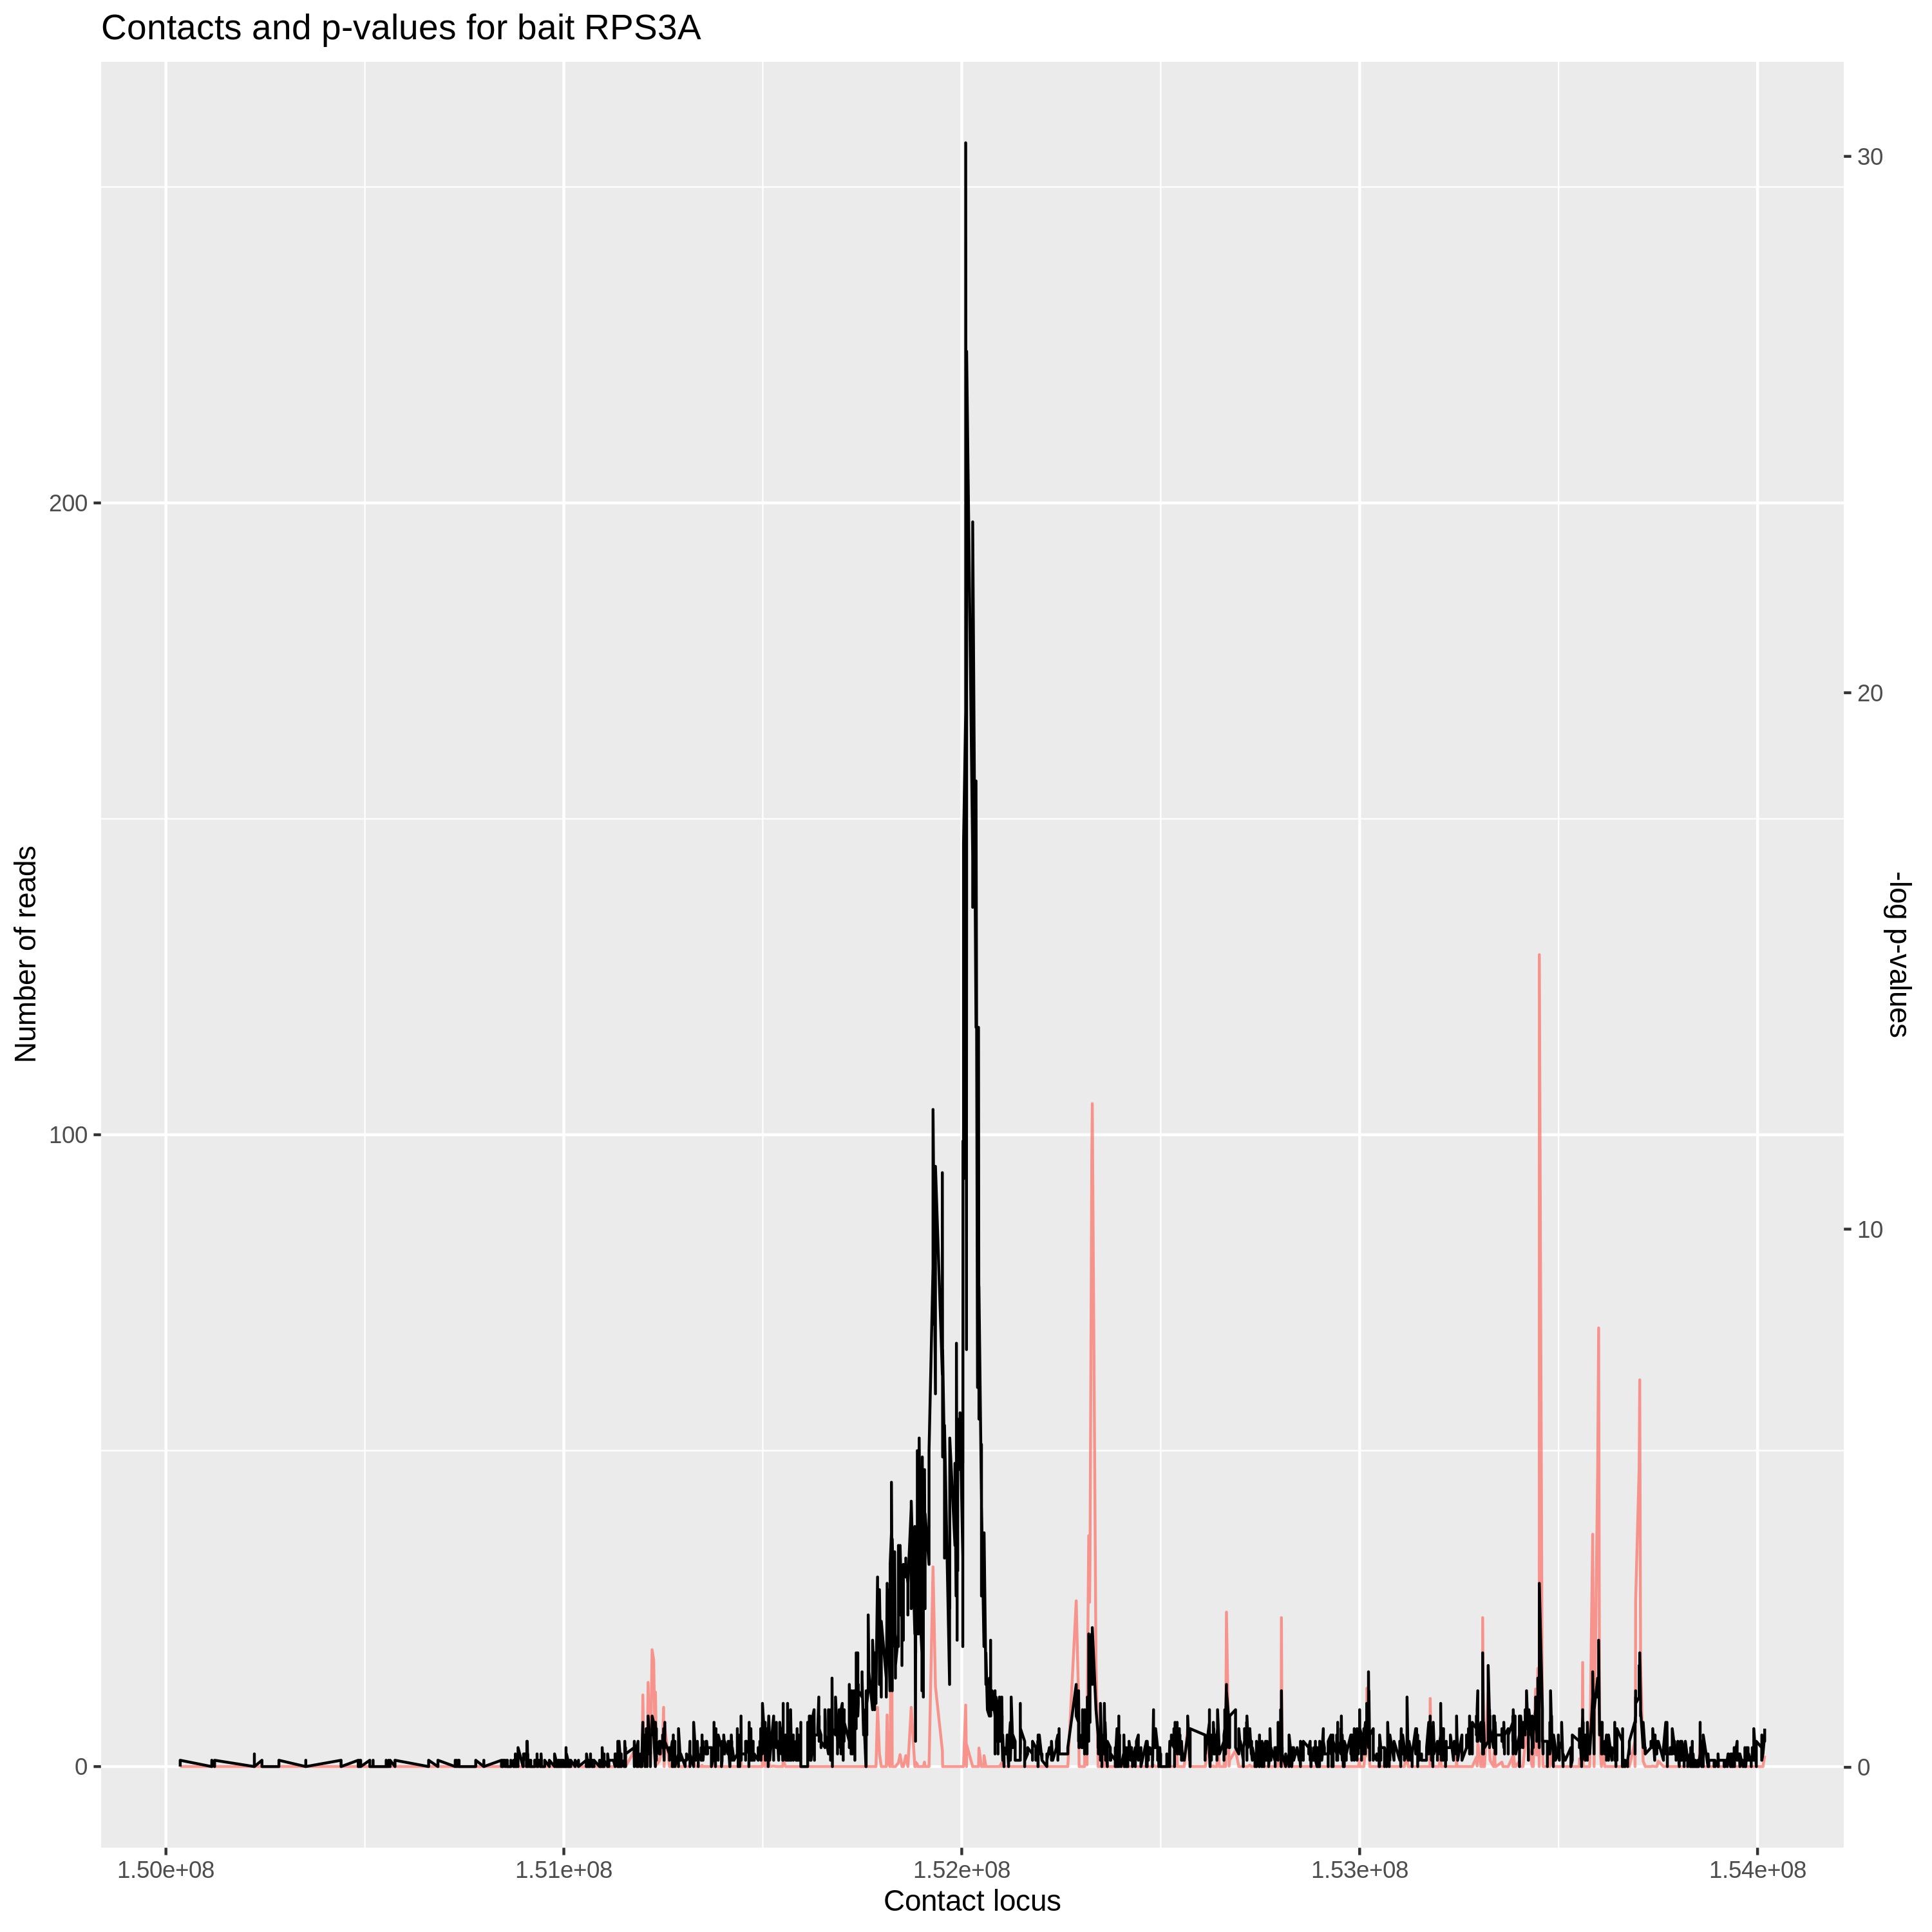 Contacts and p-values for bait RPS3A
Number of reads
200
100
0
30
20
10
0
-log p-values
1.50e+08
1.51e+08
1.52e+08
1.53e+08
1.54e+08
Contact locus